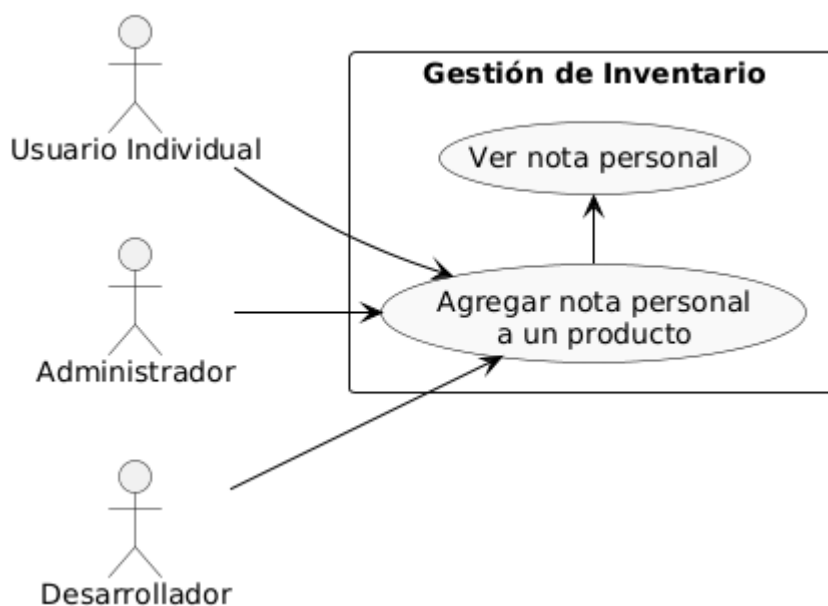 Usuario Individual
Gestión de Inventario
Ver nota personal
Agregar nota personal
a un producto
Administrador
Desarrollador